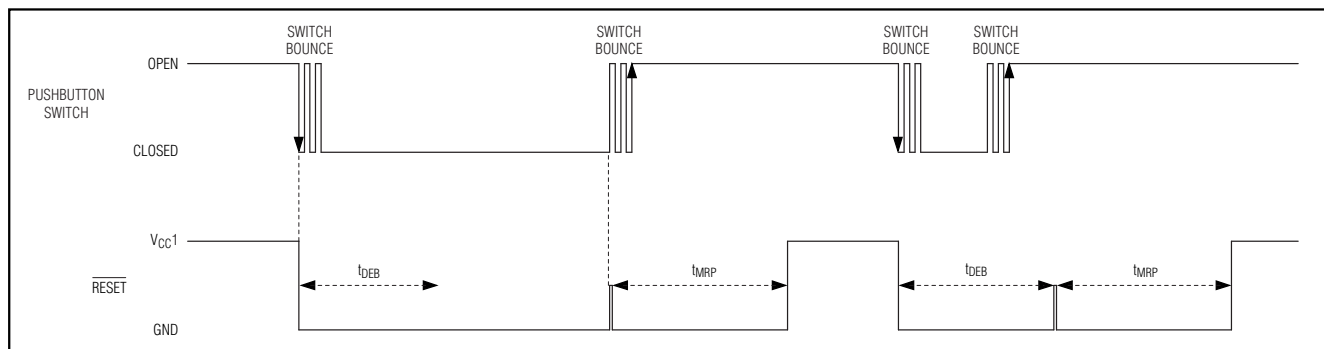 SWITCH
BOUNCE
SWITCH
BOUNCE
SWITCH
BOUNCE
SWITCH
BOUNCE
OPEN
PUSHBUTTON
SWITCH
CLOSED
VCC1
tDEB
tMRP
tDEB
tMRP
RESET
GND